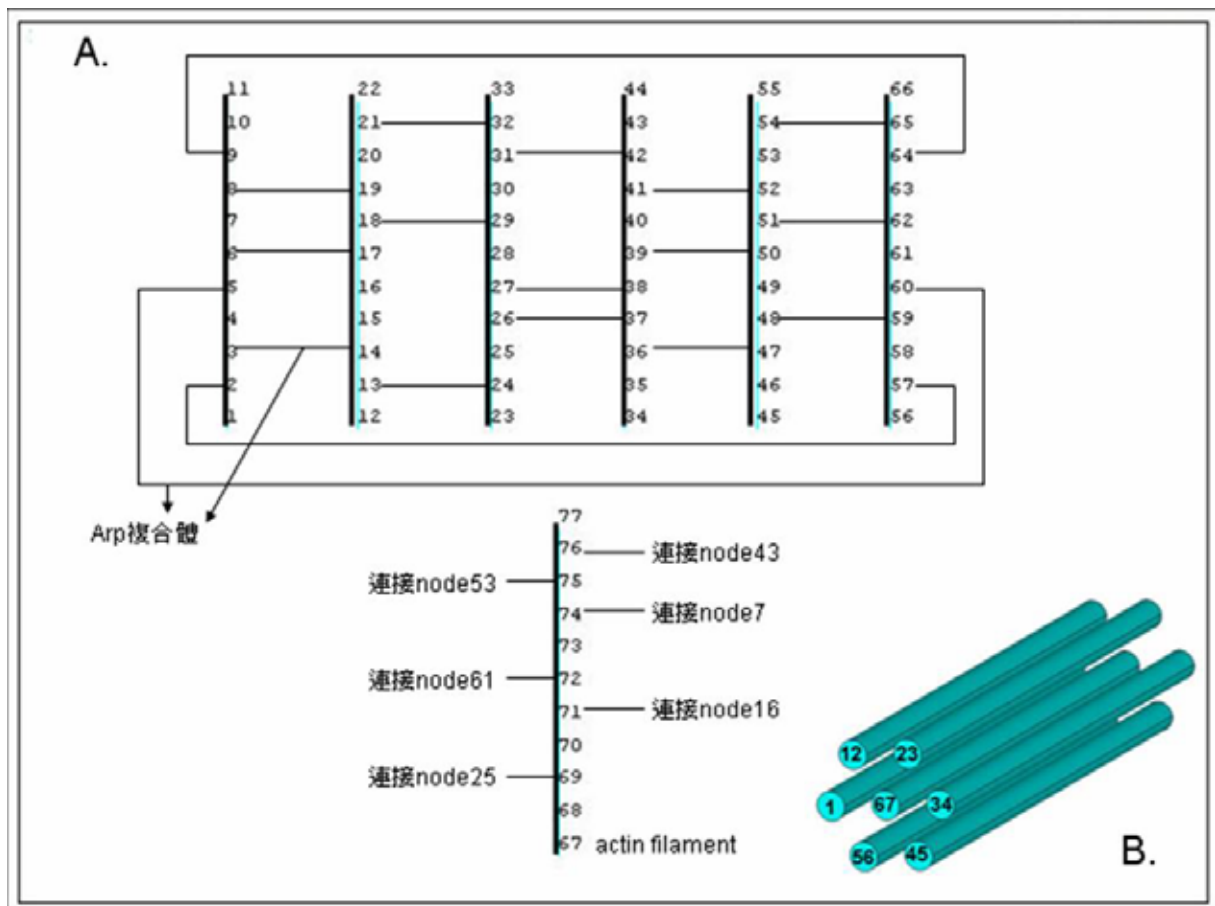 A.
11 22 33 44 55 66
10 21 32 43 54 65
9 20 31 42 53 64
8 19 30 41 52 63
7 18 29 40 51 62
6 17 28 39 50 61
5 16 27 38 49 60
4 15 26 37 48 59
3 14 25 36 47 58
2 13 24 35 46 57
1 12 23 34 45 56
Arp複合體
77
76 連接node43
連接node53 75
74 連接node7
73
連接node61 72
71 連接node16
70
連接node25 69
68
67 actin filament
12 23
1 67 34
56 45
B.